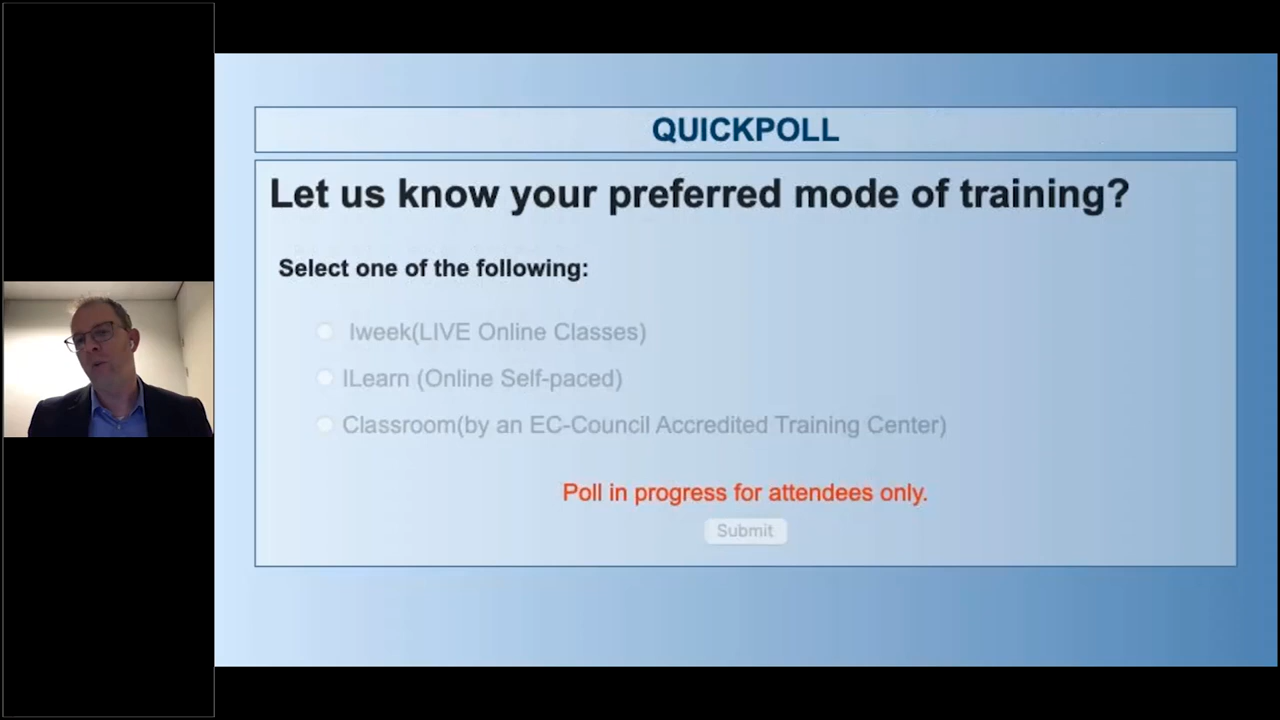 QUICKPOLL
Let us know your preferred mode of training?
Select one of the following:
Iweek(LIVE Online Classes)
ILearn (Online Self-paced)
Classroom(by an EC-Council Accredited Training Center)
Poll in progress for attendees only.
Submit